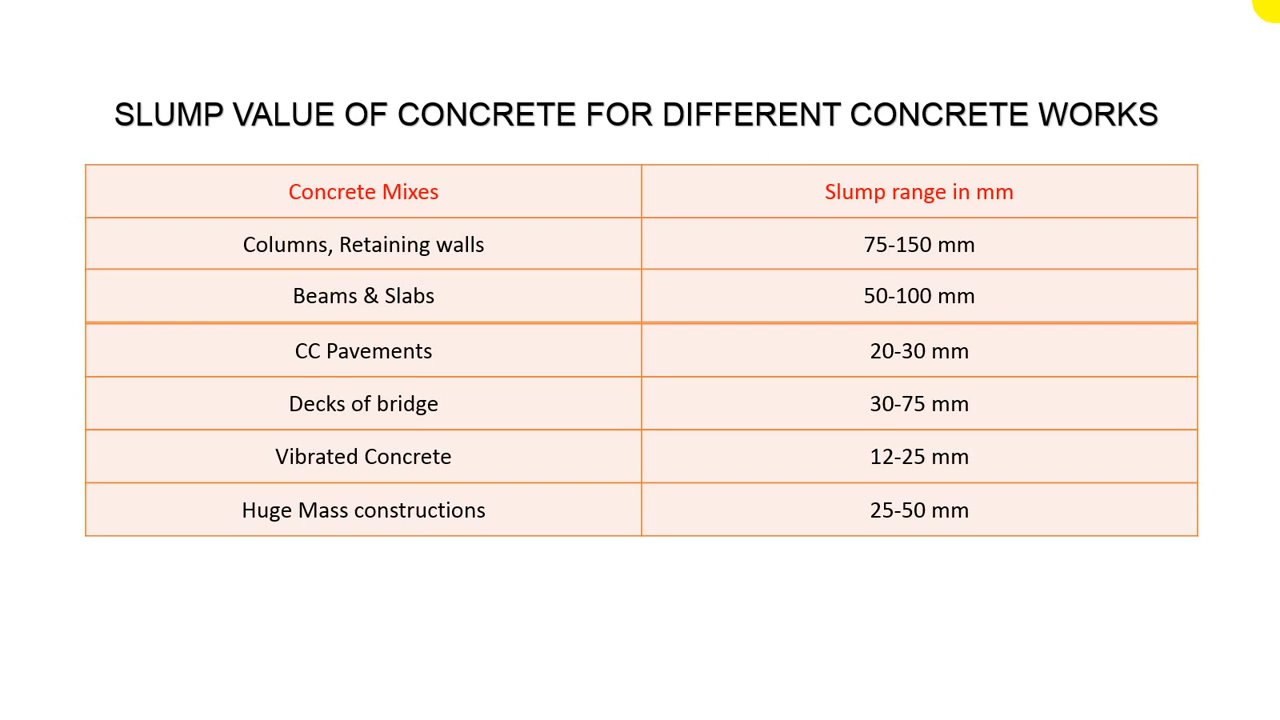 SLUMP VALUE OF CONCRETE FOR DIFFERENT CONCRETE WORKS
Concrete Mixes Slump range in mm
Columns, Retaining walls 75-150 mm
Beams & Slabs 50-100 mm
CC Pavements 20-30 mm
Decks of bridge 30-75 mm
Vibrated Concrete 12-25 mm
Huge Mass constructions 25-50 mm